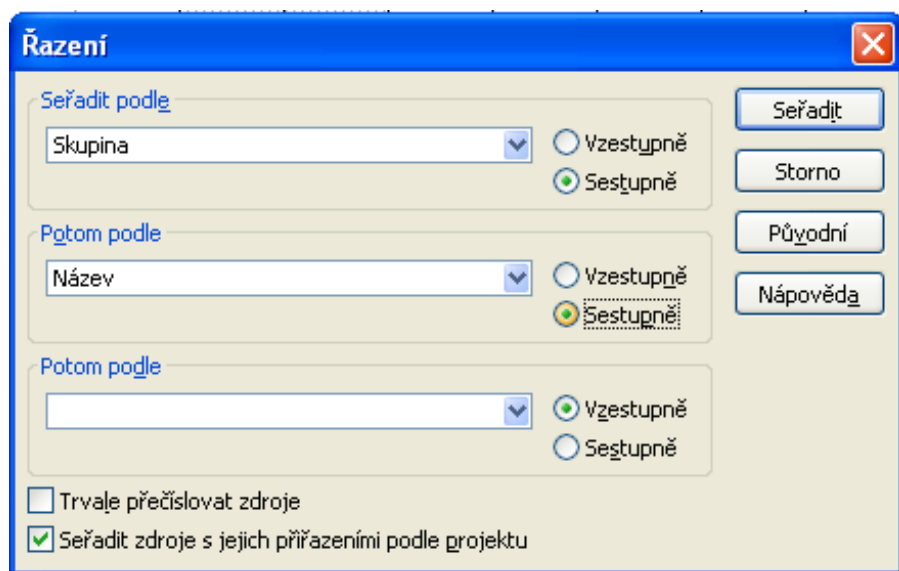 Řazení
Seřadit podle
Skupina
Vzestupně
Sestupně
Potom podle
Název
Vzestupně
Sestupně
Potom podle
Vzestupně
Sestupně
Trvale přečíslovat zdroje
Seřadit zdroje s jejich přiřazeními podle projektu
Seřadit
Storno
Původní
Nápověda